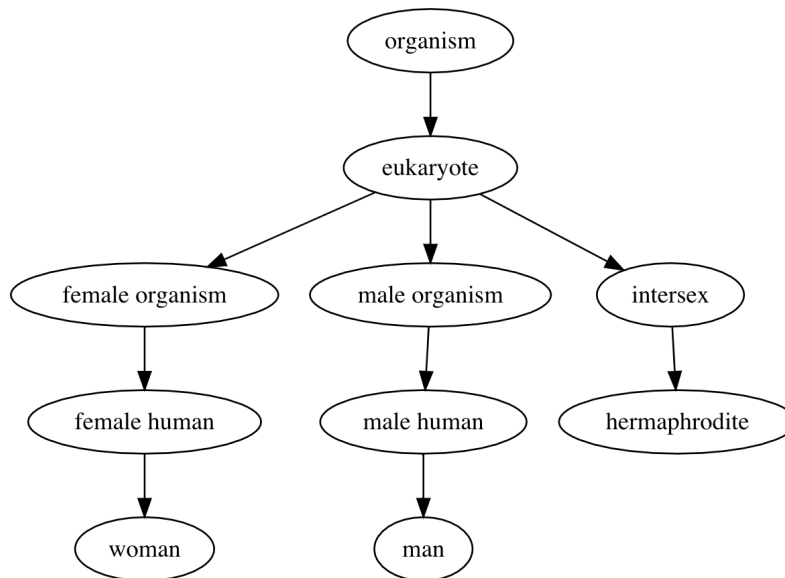 organism
eukaryote
female organism
male organism
intersex
female human
male human
hermaphrodite
woman
man